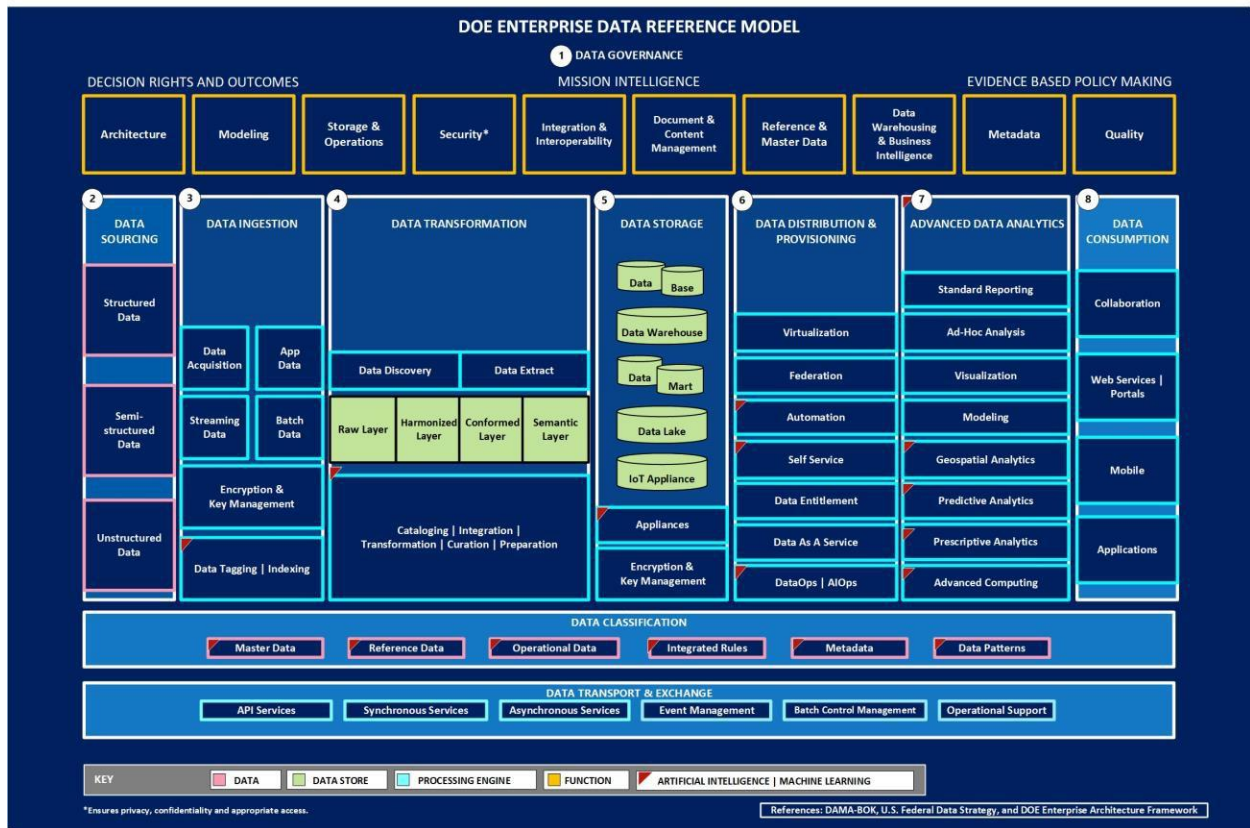 DOE ENTERPRISE DATA REFERENCE MODEL
1 DATA GOVERNANCE
DECISION RIGHTS AND OUTCOMES
MISSION INTELLIGENCE
EVIDENCE BASED POLICY MAKING
Architecture
Modeling
Storage &
Operations
Security*
Integration &
Interoperability
Document &
Content
Management
Reference &
Master Data
Data
Warehousing
& Business
Intelligence
Metadata
Quality
2
DATA
SOURCING
Structured
Data
Semi-
structured
Data
Unstructured
Data
3
DATA INGESTION
Data
Acquisition
App
Data
Streaming
Data
Batch
Data
Encryption &
Key Management
Data Tagging | Indexing
4
DATA TRANSFORMATION
Data Discovery
Data Extract
Raw Layer
Harmonized
Layer
Conformed
Layer
Semantic
Layer
Cataloging | Integration |
Transformation | Curation | Preparation
5
DATA STORAGE
Data
Base
Data Warehouse
Data
Mart
Data Lake
IoT Appliance
Appliances
Encryption &
Key Management
6
DATA DISTRIBUTION &
PROVISIONING
Virtualization
Federation
Automation
Self Service
Data Entitlement
Data As A Service
DataOps | AIOps
7
ADVANCED DATA ANALYTICS
Standard Reporting
Ad-Hoc Analysis
Visualization
Modeling
Geospatial Analytics
Predictive Analytics
Prescriptive Analytics
Advanced Computing
8
DATA
CONSUMPTION
Collaboration
Web Services |
Portals
Mobile
Applications
DATA CLASSIFICATION
Master Data
Reference Data
Operational Data
Integrated Rules
Metadata
Data Patterns
DATA TRANSPORT & EXCHANGE
API Services
Synchronous Services
Asynchronous Services
Event Management
Batch Control Management
Operational Support
KEY
DATA
DATA STORE
PROCESSING ENGINE
FUNCTION
ARTIFICIAL INTELLIGENCE | MACHINE LEARNING
*Ensures privacy, confidentiality and appropriate access.
References: DAMA-BOK, U.S. Federal Data Strategy, and DOE Enterprise Architecture Framework